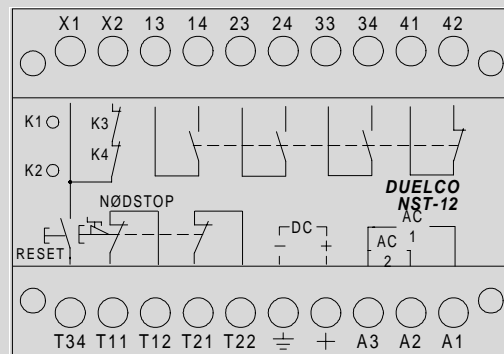 X1 X2 13 14 23 24 33 34 41 42
K1 K3
K2 K4
DUELCO
NST-12
NØDSTOP
RESET
DC
- +
AC
1
AC
2
T34 T11 T12 T21 T22 ⏚ + A3 A2 A1